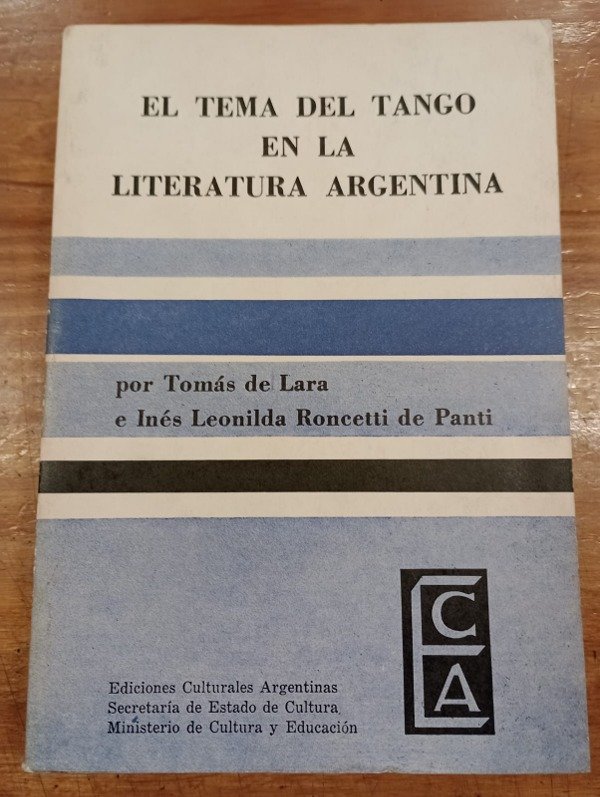 EL TEMA DEL TANGO
EN LA
LITERATURA ARGENTINA
por Tomás de Lara
e Inés Leonilda Roncetti de Panti
E
C
A
Ediciones Culturales Argentinas
Secretaría de Estado de Cultura
Ministerio de Cultura y Educación